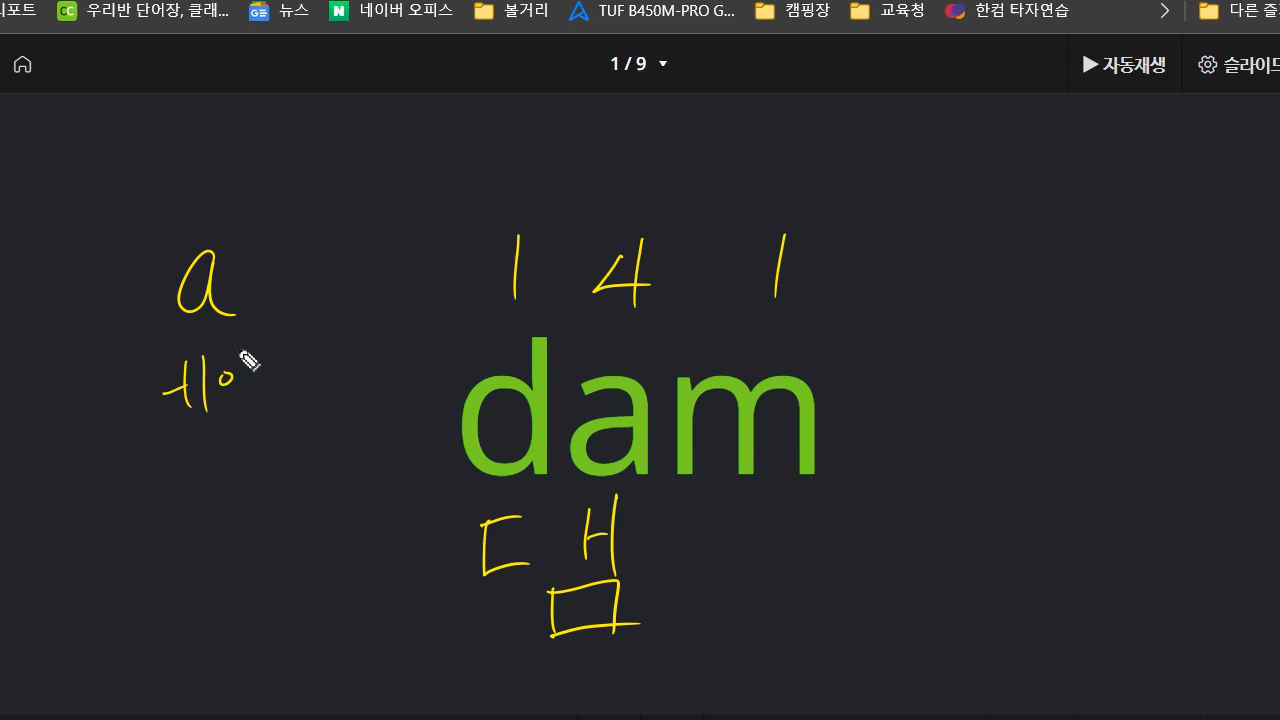 리포트 우리반 단어장, 클래... 뉴스 네이버 오피스 볼거리 TUF B450M-PRO G... 캠핑장 교육청 한컴 타자연습 다른 즐
1 / 9 자동재생 슬라이드
a 1 4 1
dam
댐